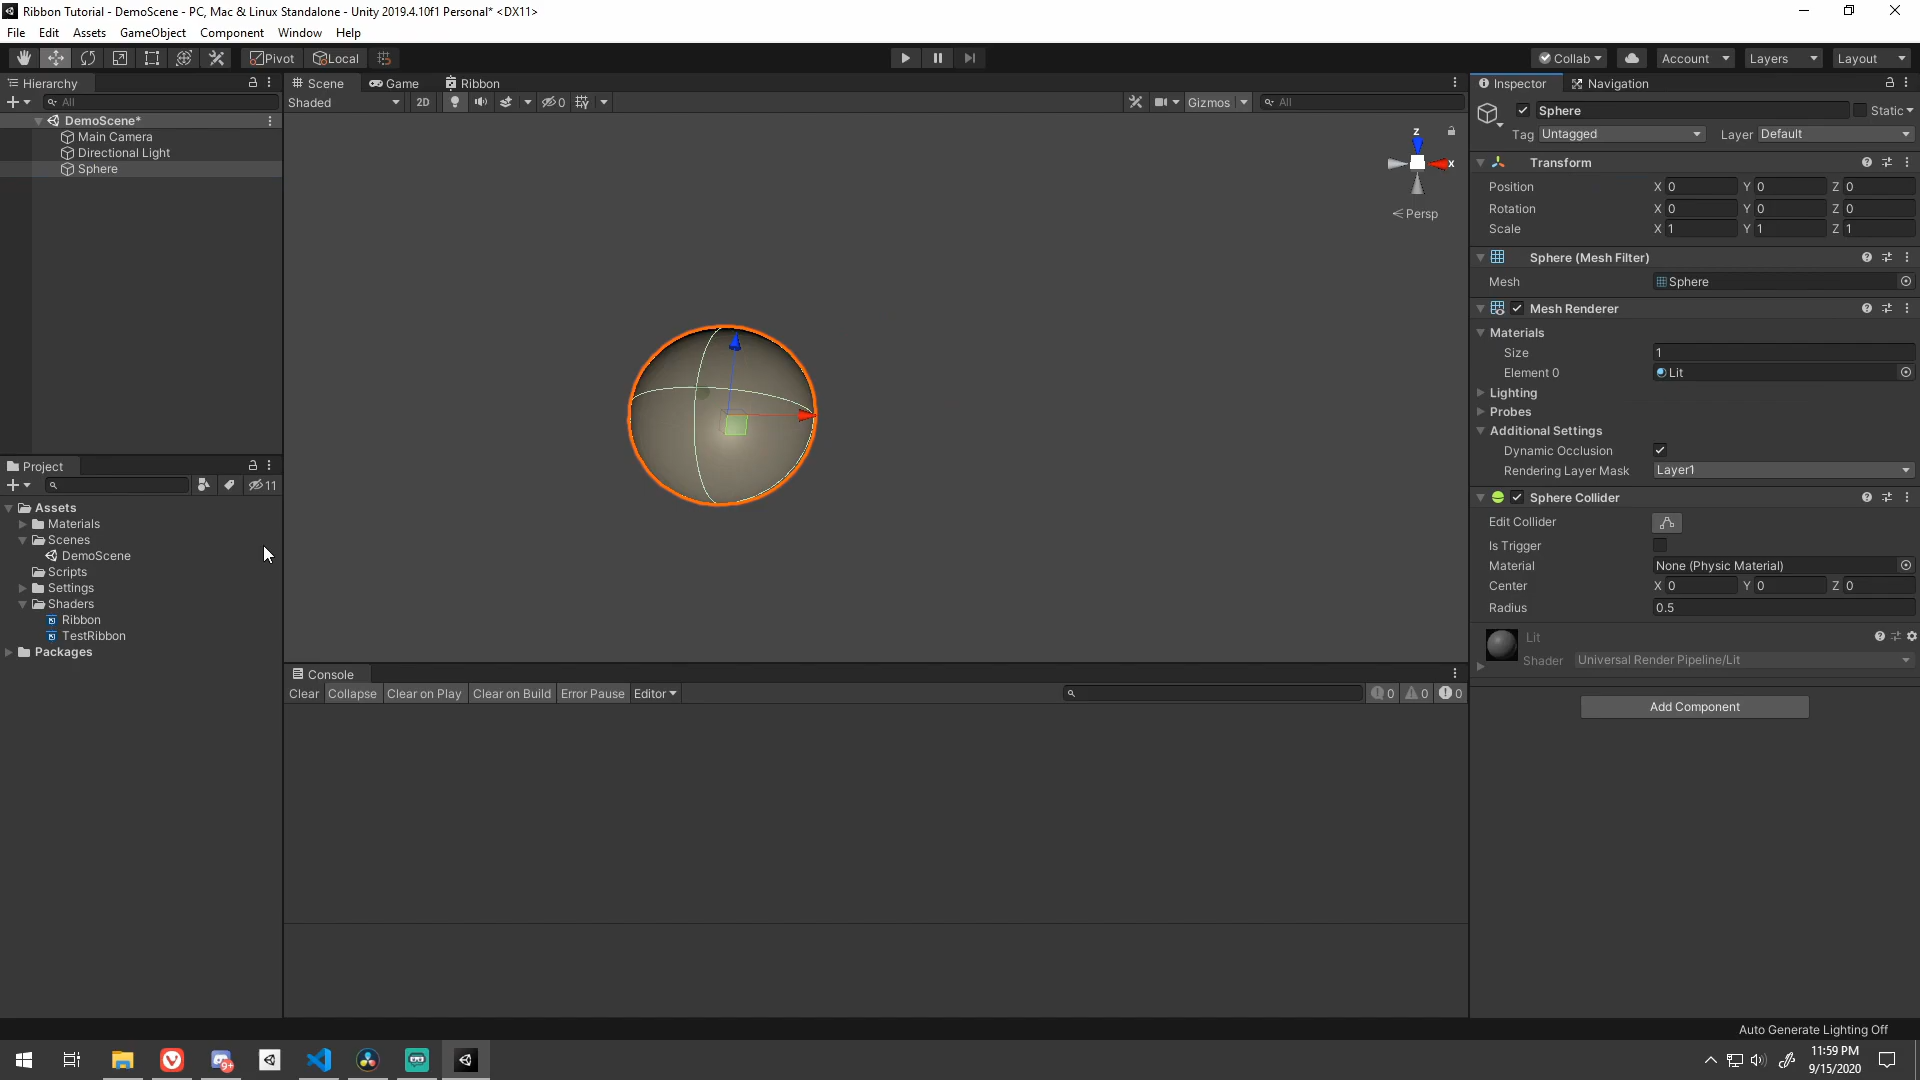 Ribbon Tutorial - DemoScene - PC, Mac & Linux Standalone - Unity 2019.4.10f1 Personal* <DX11>
File Edit Assets GameObject Component Window Help
Pivot Local Collab Account Layers Layout
Hierarchy
All
DemoScene*
Main Camera
Directional Light
Sphere
Project
11
Assets
Materials
Scenes
DemoScene
Scripts
Settings
Shaders
Ribbon
TestRibbon
Packages
Scene Game Ribbon
Shaded 2D 0 Gizmos All
z
x
Persp
Console
Clear Collapse Clear on Play Clear on Build Error Pause Editor 0 0 0
Inspector Navigation
Sphere Static
Tag Untagged Layer Default
Transform
Position X 0 Y 0 Z 0
Rotation X 0 Y 0 Z 0
Scale X 1 Y 1 Z 1
Sphere (Mesh Filter)
Mesh Sphere
Mesh Renderer
Materials
Size 1
Element 0 Lit
Lighting
Probes
Additional Settings
Dynamic Occlusion
Rendering Layer Mask Layer1
Sphere Collider
Edit Collider
Is Trigger
Material None (Physic Material)
Center X 0 Y 0 Z 0
Radius 0.5
Lit
Shader Universal Render Pipeline/Lit
Add Component
Auto Generate Lighting Off
9+
11:59 PM
9/15/2020